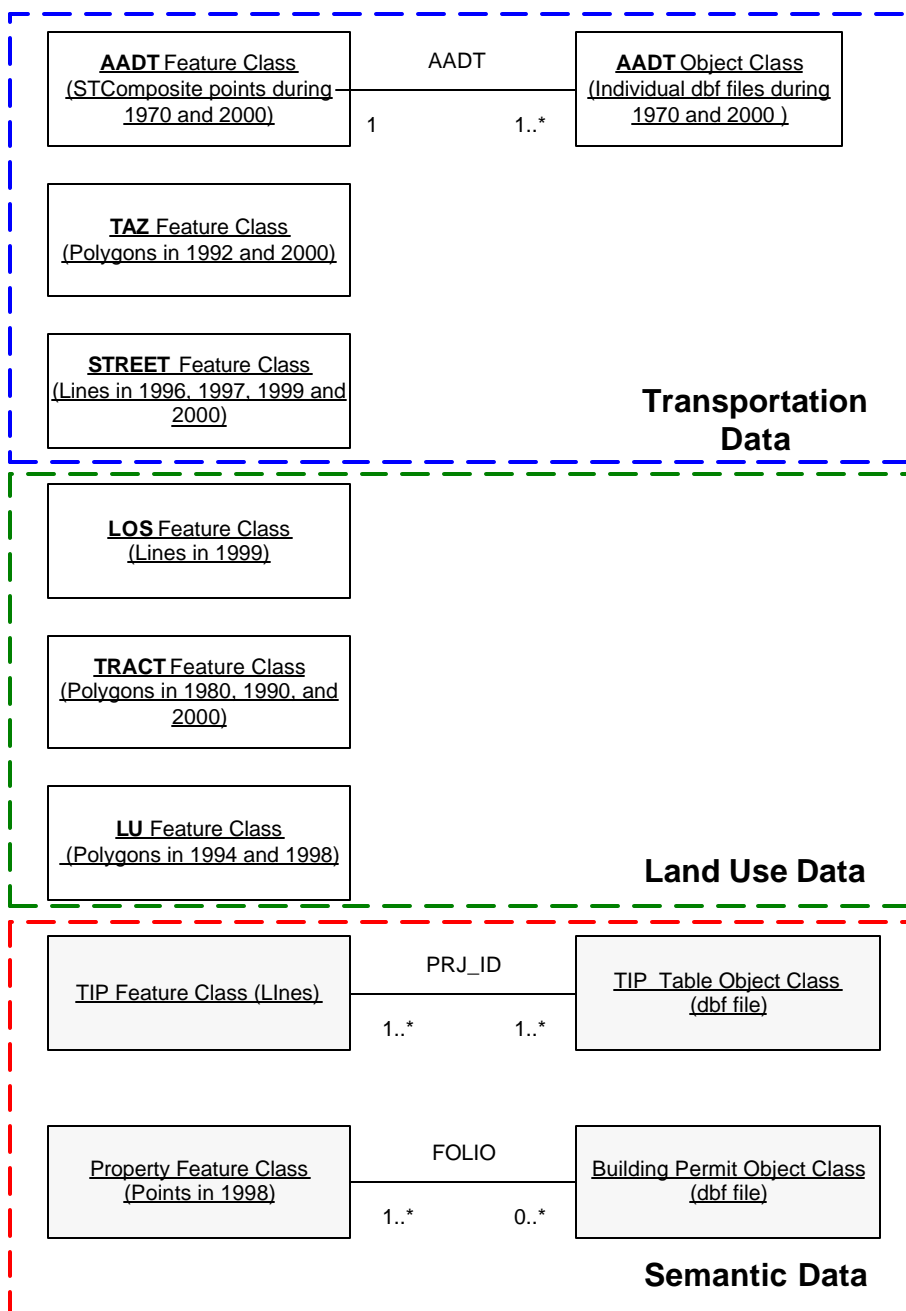 AADT Feature Class
(STComposite points during
1970 and 2000)
AADT
1
1..*
AADT Object Class
(Individual dbf files during
1970 and 2000 )
TAZ Feature Class
(Polygons in 1992 and 2000)
STREET Feature Class
(Lines in 1996, 1997, 1999 and
2000)
Transportation
Data
LOS Feature Class
(Lines in 1999)
TRACT Feature Class
(Polygons in 1980, 1990, and
2000)
LU Feature Class
(Polygons in 1994 and 1998)
Land Use Data
TIP Feature Class (LInes)
PRJ_ID
1..*
1..*
TIP_Table Object Class
(dbf file)
Property Feature Class
(Points in 1998)
FOLIO
1..*
0..*
Building Permit Object Class
(dbf file)
Semantic Data